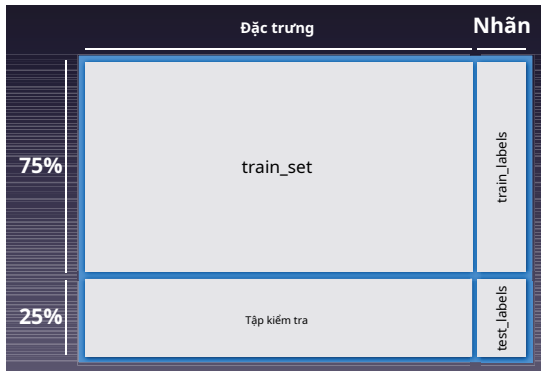 Đặc trưng
Nhãn
75%
train_set
train_labels
25%
Tập kiểm tra
test_labels